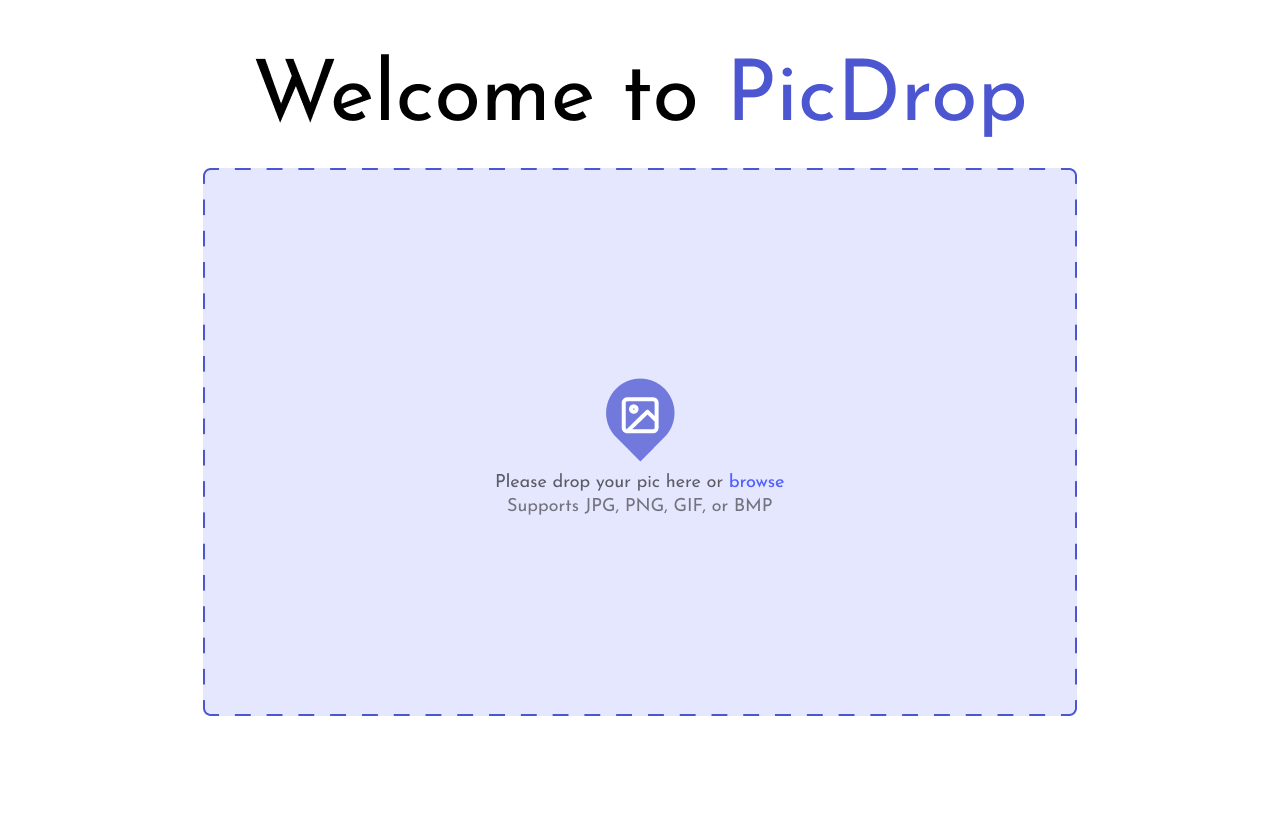 Welcome to PicDrop
Please drop your pic here or browse
Supports JPG, PNG, GIF, or BMP